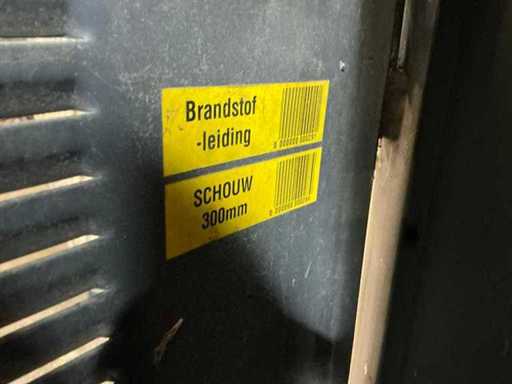 Brandstof
-leiding
SCHOUW
300mm